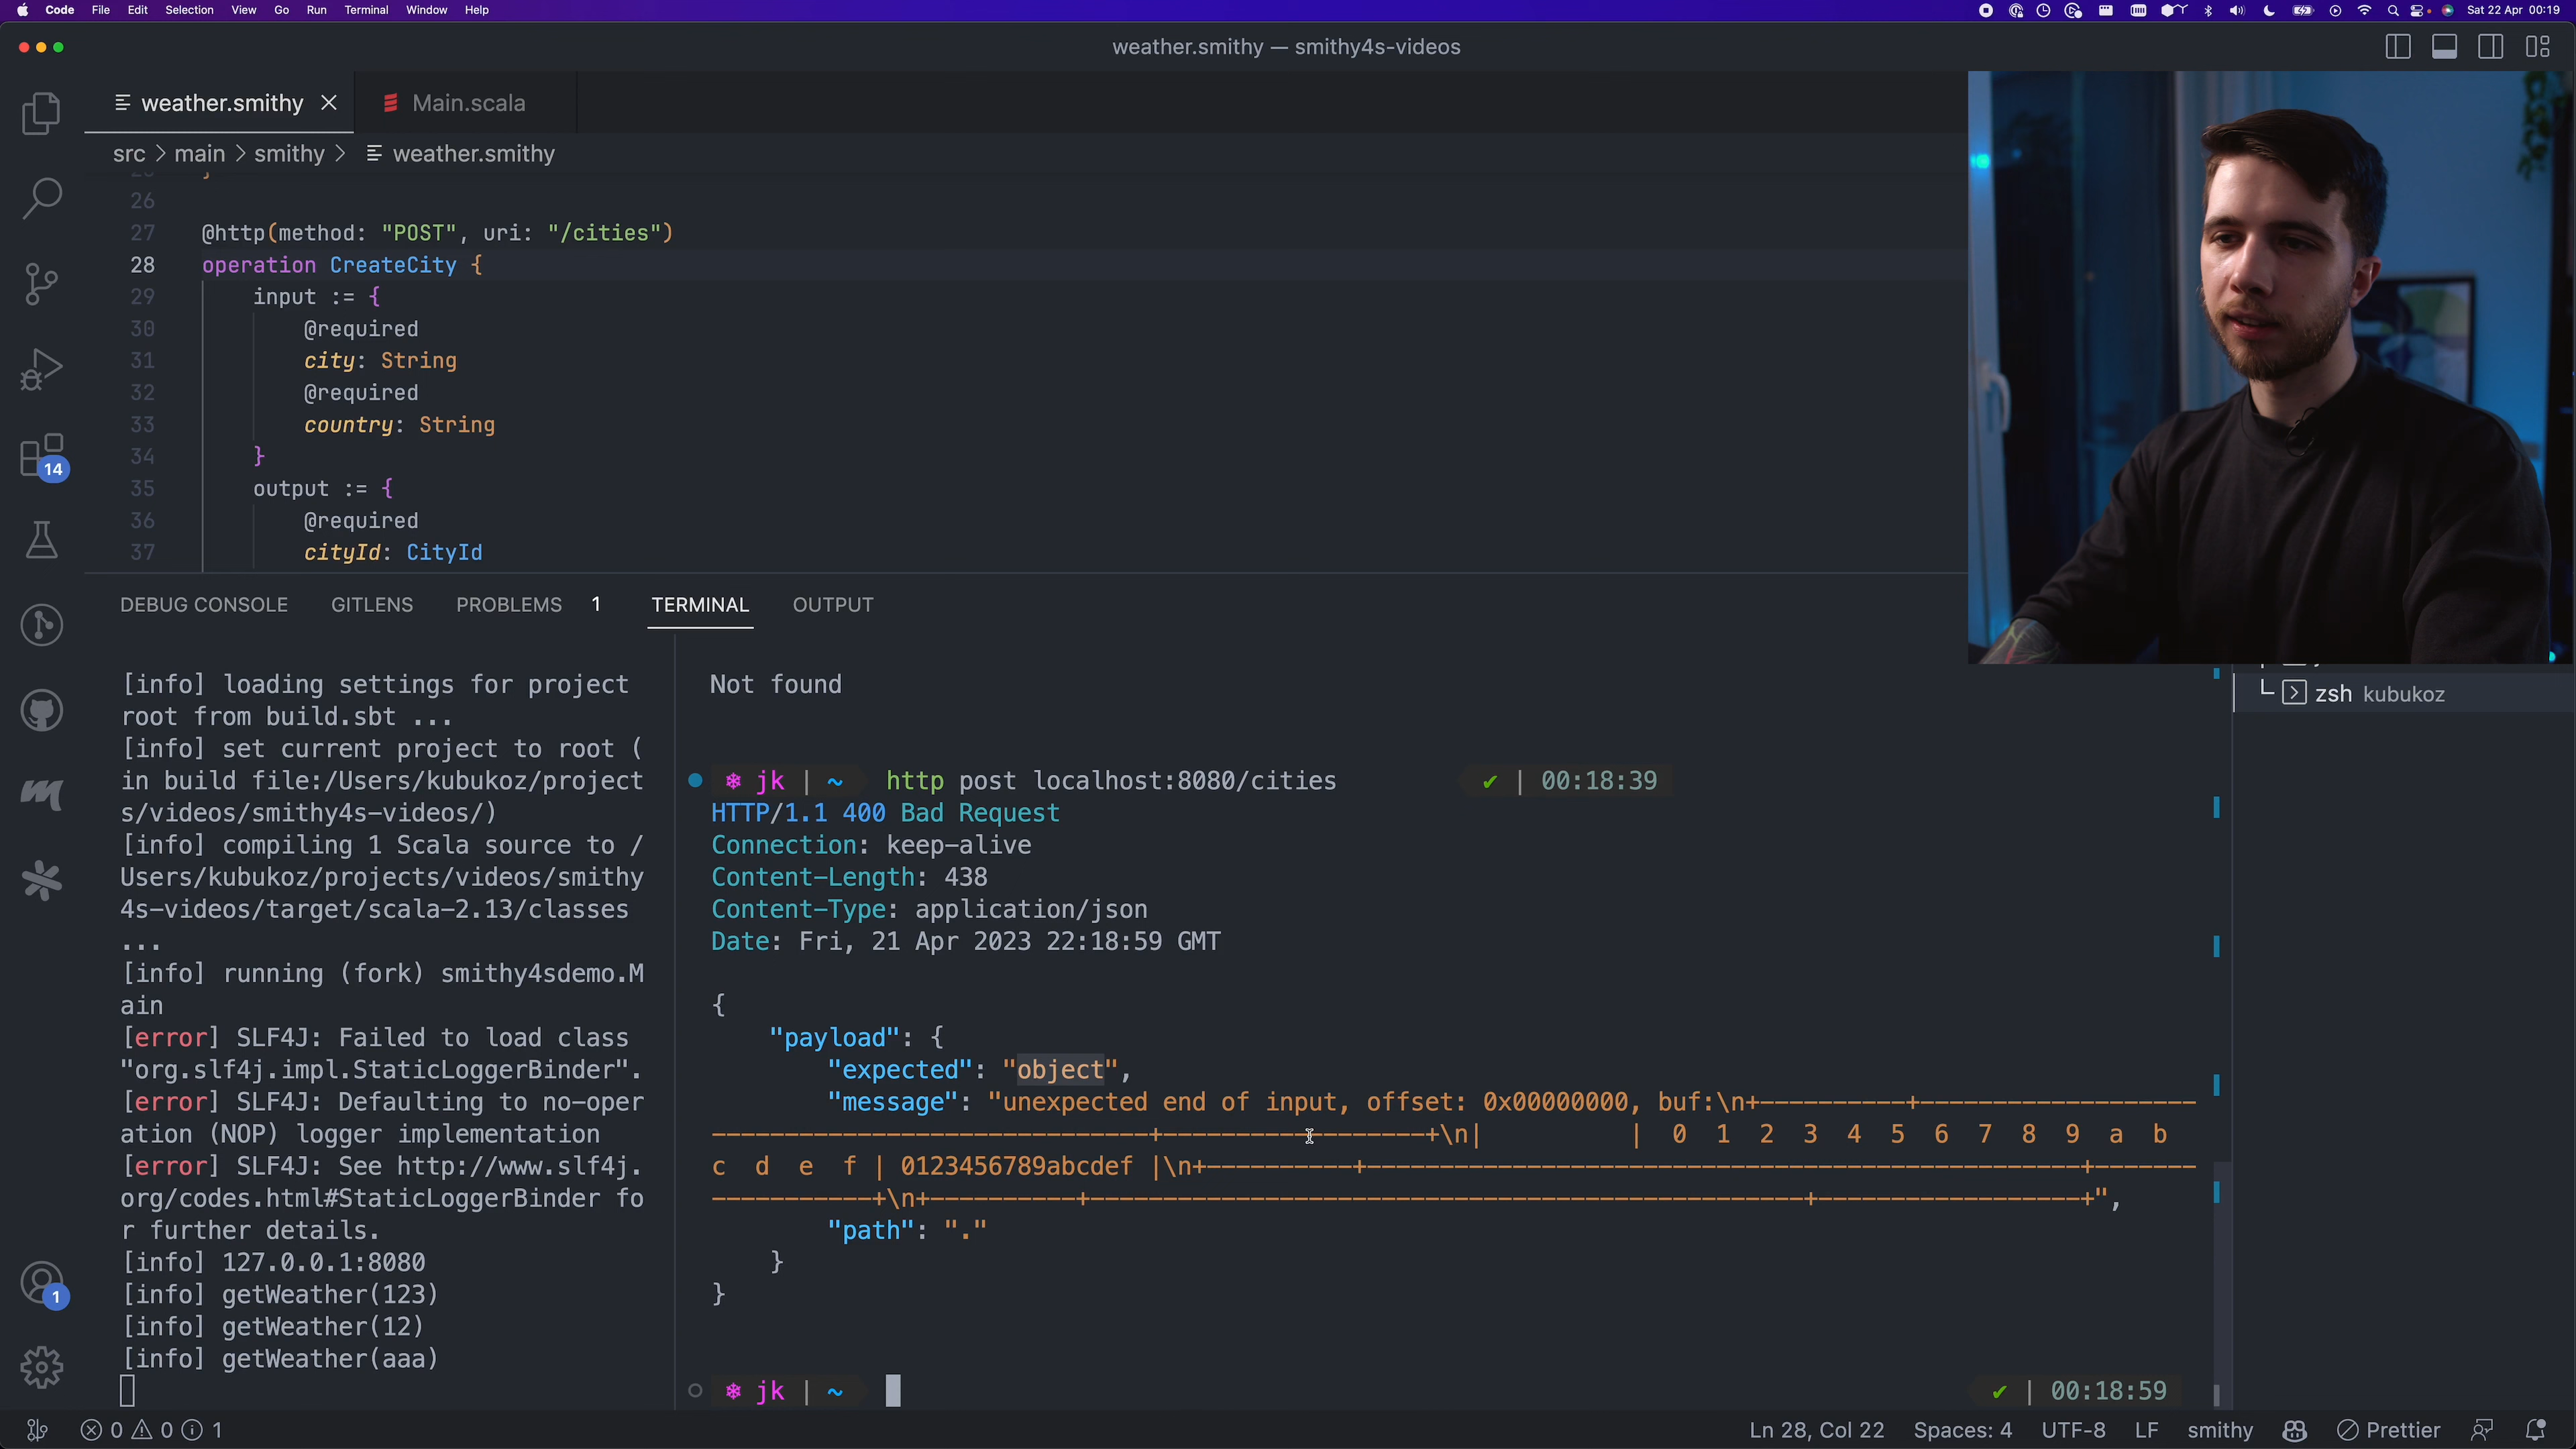 Code File Edit Selection View Go Run Terminal Window Help
Sat 22 Apr 00:19
weather.smithy — smithy4s-videos
weather.smithy
Main.scala
src > main > smithy > weather.smithy
26
27 @http(method: "POST", uri: "/cities")
28 operation CreateCity {
29 input := {
30 @required
31 city: String
32 @required
33 country: String
34 }
35 output := {
36 @required
37 cityId: CityId
14
DEBUG CONSOLE GITLENS PROBLEMS 1 TERMINAL OUTPUT
[info] loading settings for project
root from build.sbt ...
[info] set current project to root (
in build file:/Users/kubukoz/project
s/videos/smithy4s-videos/)
[info] compiling 1 Scala source to /
Users/kubukoz/projects/videos/smithy
4s-videos/target/scala-2.13/classes
...
[info] running (fork) smithy4sdemo.M
ain
[error] SLF4J: Failed to load class
"org.slf4j.impl.StaticLoggerBinder".
[error] SLF4J: Defaulting to no-oper
ation (NOP) logger implementation
[error] SLF4J: See http://www.slf4j.
org/codes.html#StaticLoggerBinder fo
r further details.
[info] 127.0.0.1:8080
[info] getWeather(123)
[info] getWeather(12)
[info] getWeather(aaa)
Not found
❄ jk | ~ http post localhost:8080/cities ✔ | 00:18:39
HTTP/1.1 400 Bad Request
Connection: keep-alive
Content-Length: 438
Content-Type: application/json
Date: Fri, 21 Apr 2023 22:18:59 GMT
{
"payload": {
"expected": "object",
"message": "unexpected end of input, offset: 0x00000000, buf:\n+----------+-------------------
-------------------------------+-------------------+\n| | 0 1 2 3 4 5 6 7 8 9 a b
c d e f | 0123456789abcdef |\n+----------+--------------------------------------------------+-------
-----------+\n+----------+--------------------------------------------------+------------------+",
"path": "."
}
}
❄ jk | ~ ✔ | 00:18:59
zsh kubukoz
1
0 0 1
Ln 28, Col 22 Spaces: 4 UTF-8 LF smithy Prettier